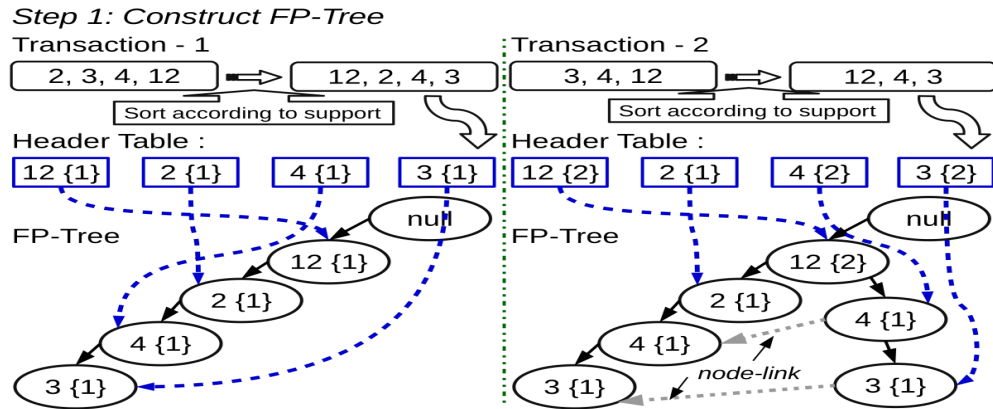 Step 1: Construct FP-Tree
Transaction - 1
2, 3, 4, 12
12, 2, 4, 3
Sort according to support
Header Table :
12 {1}
2 {1}
4 {1}
3 {1}
null
FP-Tree
12 {1}
2 {1}
4 {1}
3 {1}
Transaction - 2
3, 4, 12
12, 4, 3
Sort according to support
Header Table :
12 {2}
2 {1}
4 {2}
3 {2}
null
FP-Tree
12 {2}
2 {1}
4 {1}
4 {1}
node-link
3 {1}
3 {1}